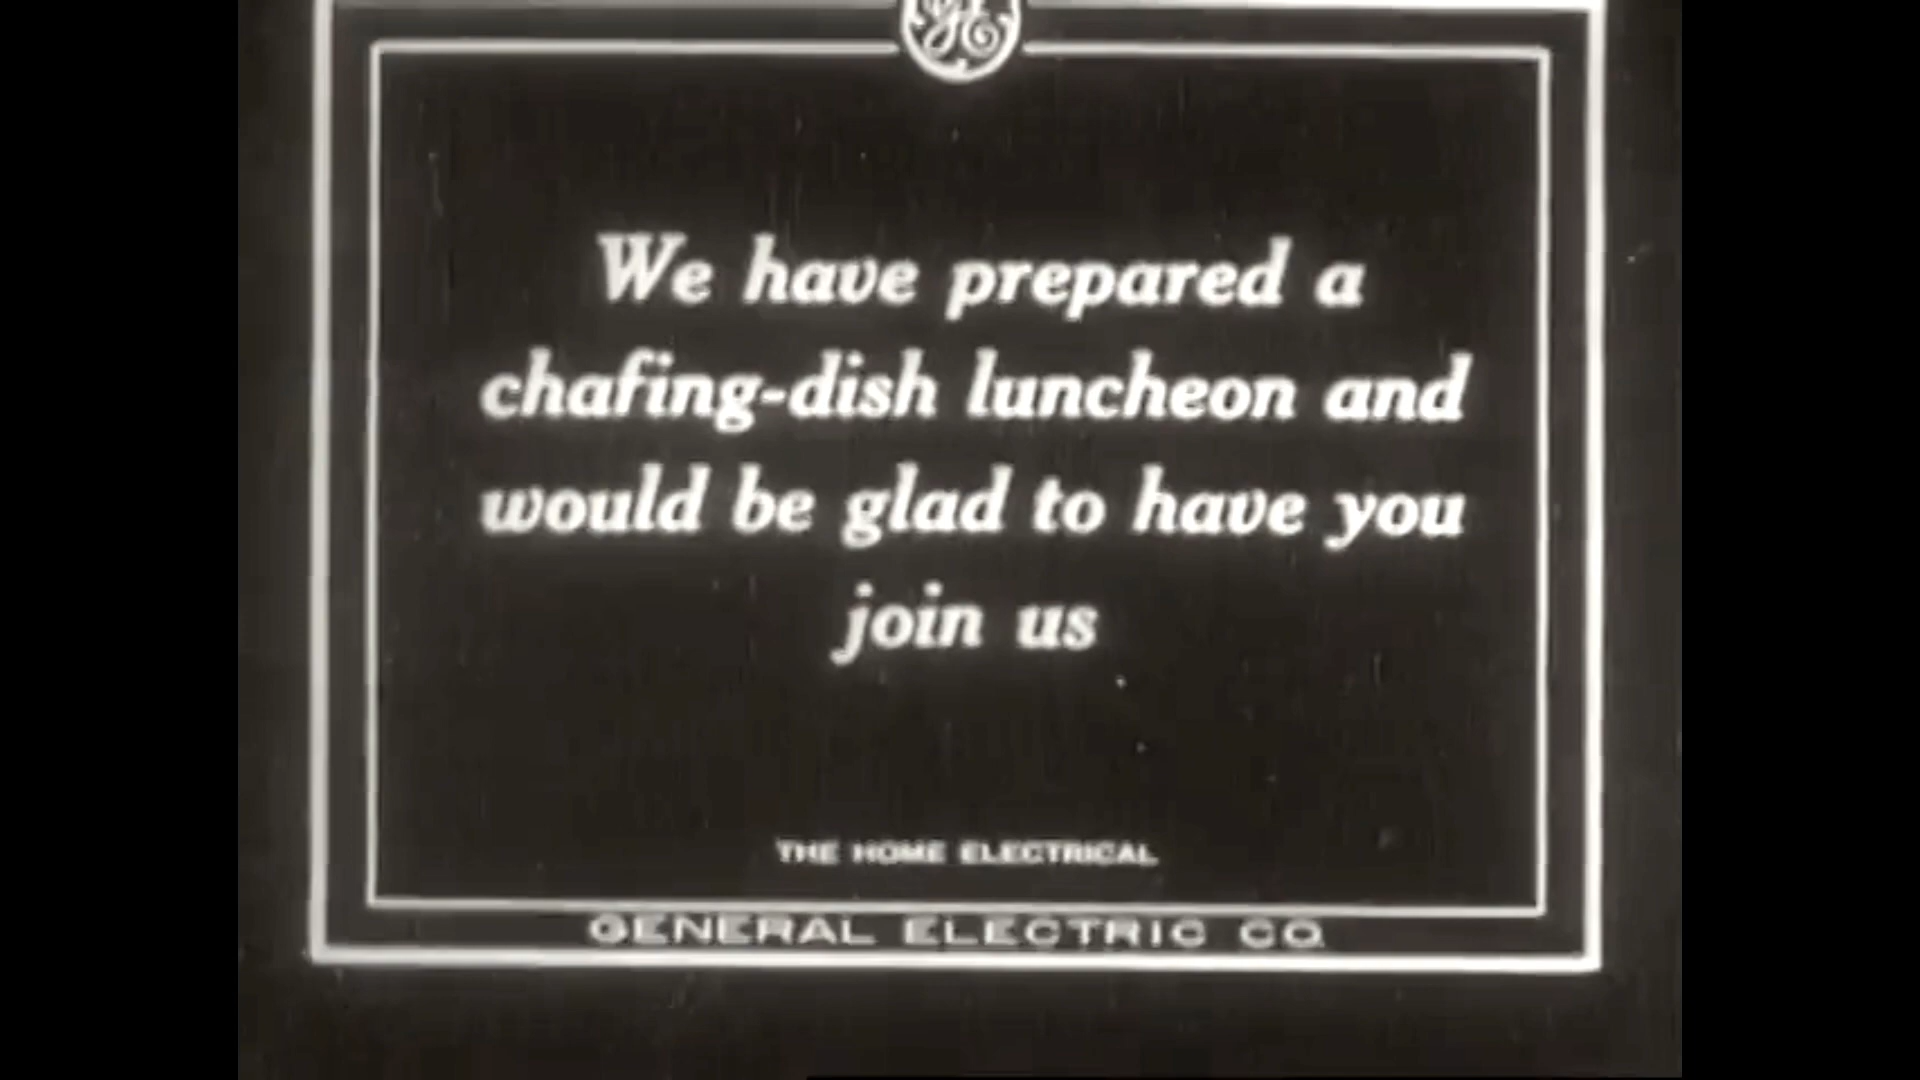 GE
We have prepared a
chafing-dish luncheon and
would be glad to have you
join us
THE HOME ELECTRICAL
GENERAL ELECTRIC CO.